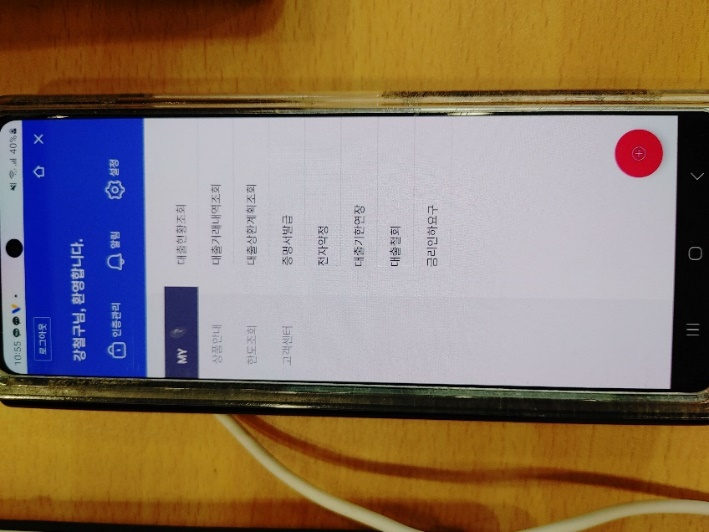 10:55
40%
로그아웃
강철구님, 환영합니다.
인증관리
알림
설정
MY
상품안내
한도조회
고객센터
대출현황조회
대출거래내역조회
대출상환계획조회
증명서발급
전자약정
대출기한연장
대출철회
금리인하요구